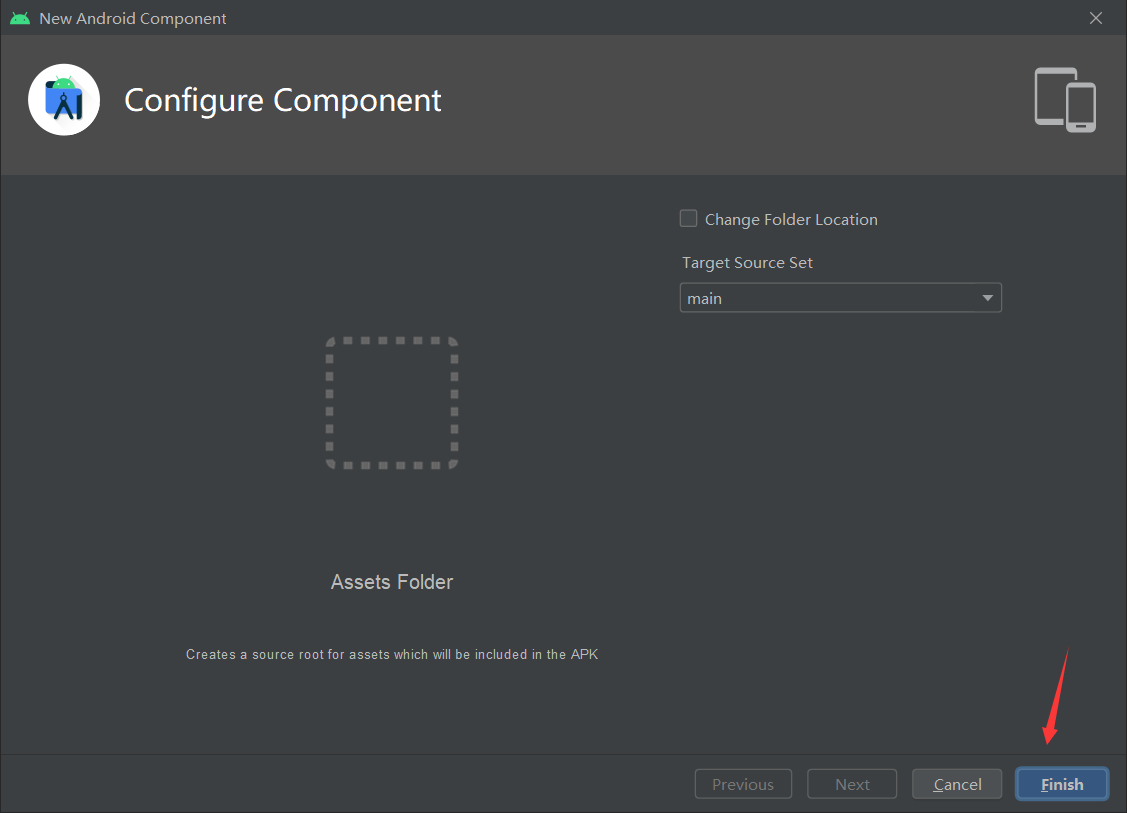 New Android Component
Configure Component
Change Folder Location
Target Source Set
main
Assets Folder
Creates a source root for assets which will be included in the APK
Previous
Next
Cancel
Finish